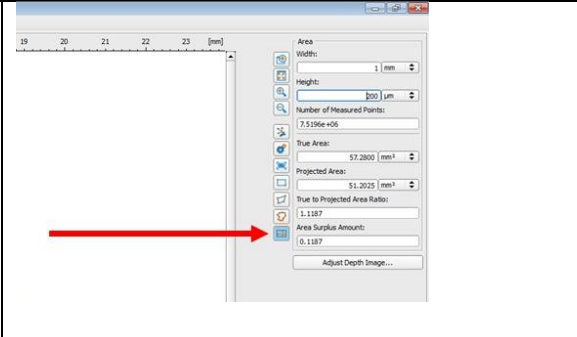 19 20 21 22 23 [mm]
Area
Width:
1 mm
Height:
200 µm
Number of Measured Points:
7.5196e+06
True Area:
57.2800 mm²
Projected Area:
51.2025 mm²
True to Projected Area Ratio:
1.1187
Area Surplus Amount:
0.1187
Adjust Depth Image...